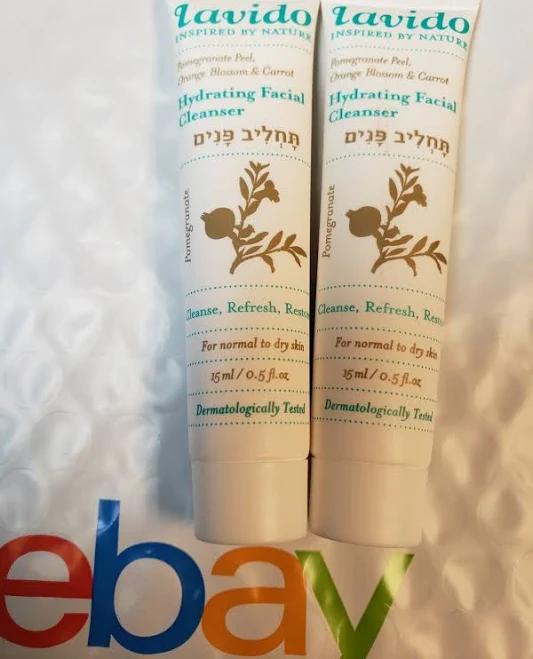 Lavido
INSPIRED BY NATURE
Pomegranate Peel,
Orange Blossom & Carrot
Hydrating Facial
Cleanser
תַּחְלִיב פָּנִים
Pomegranate
Cleanse, Refresh, Resto
For normal to dry skin
15 ml / 0.5 fl.oz
Dermatologically Tested
Lavido
INSPIRED BY NATURE
Pomegranate Peel,
Orange Blossom & Carrot
Hydrating Facial
Cleanser
תַּחְלִיב פָּנִים
Pomegranate
Cleanse, Refresh, Resto
For normal to dry skin
15 ml / 0.5 fl.oz
Dermatologically Tested
ebay